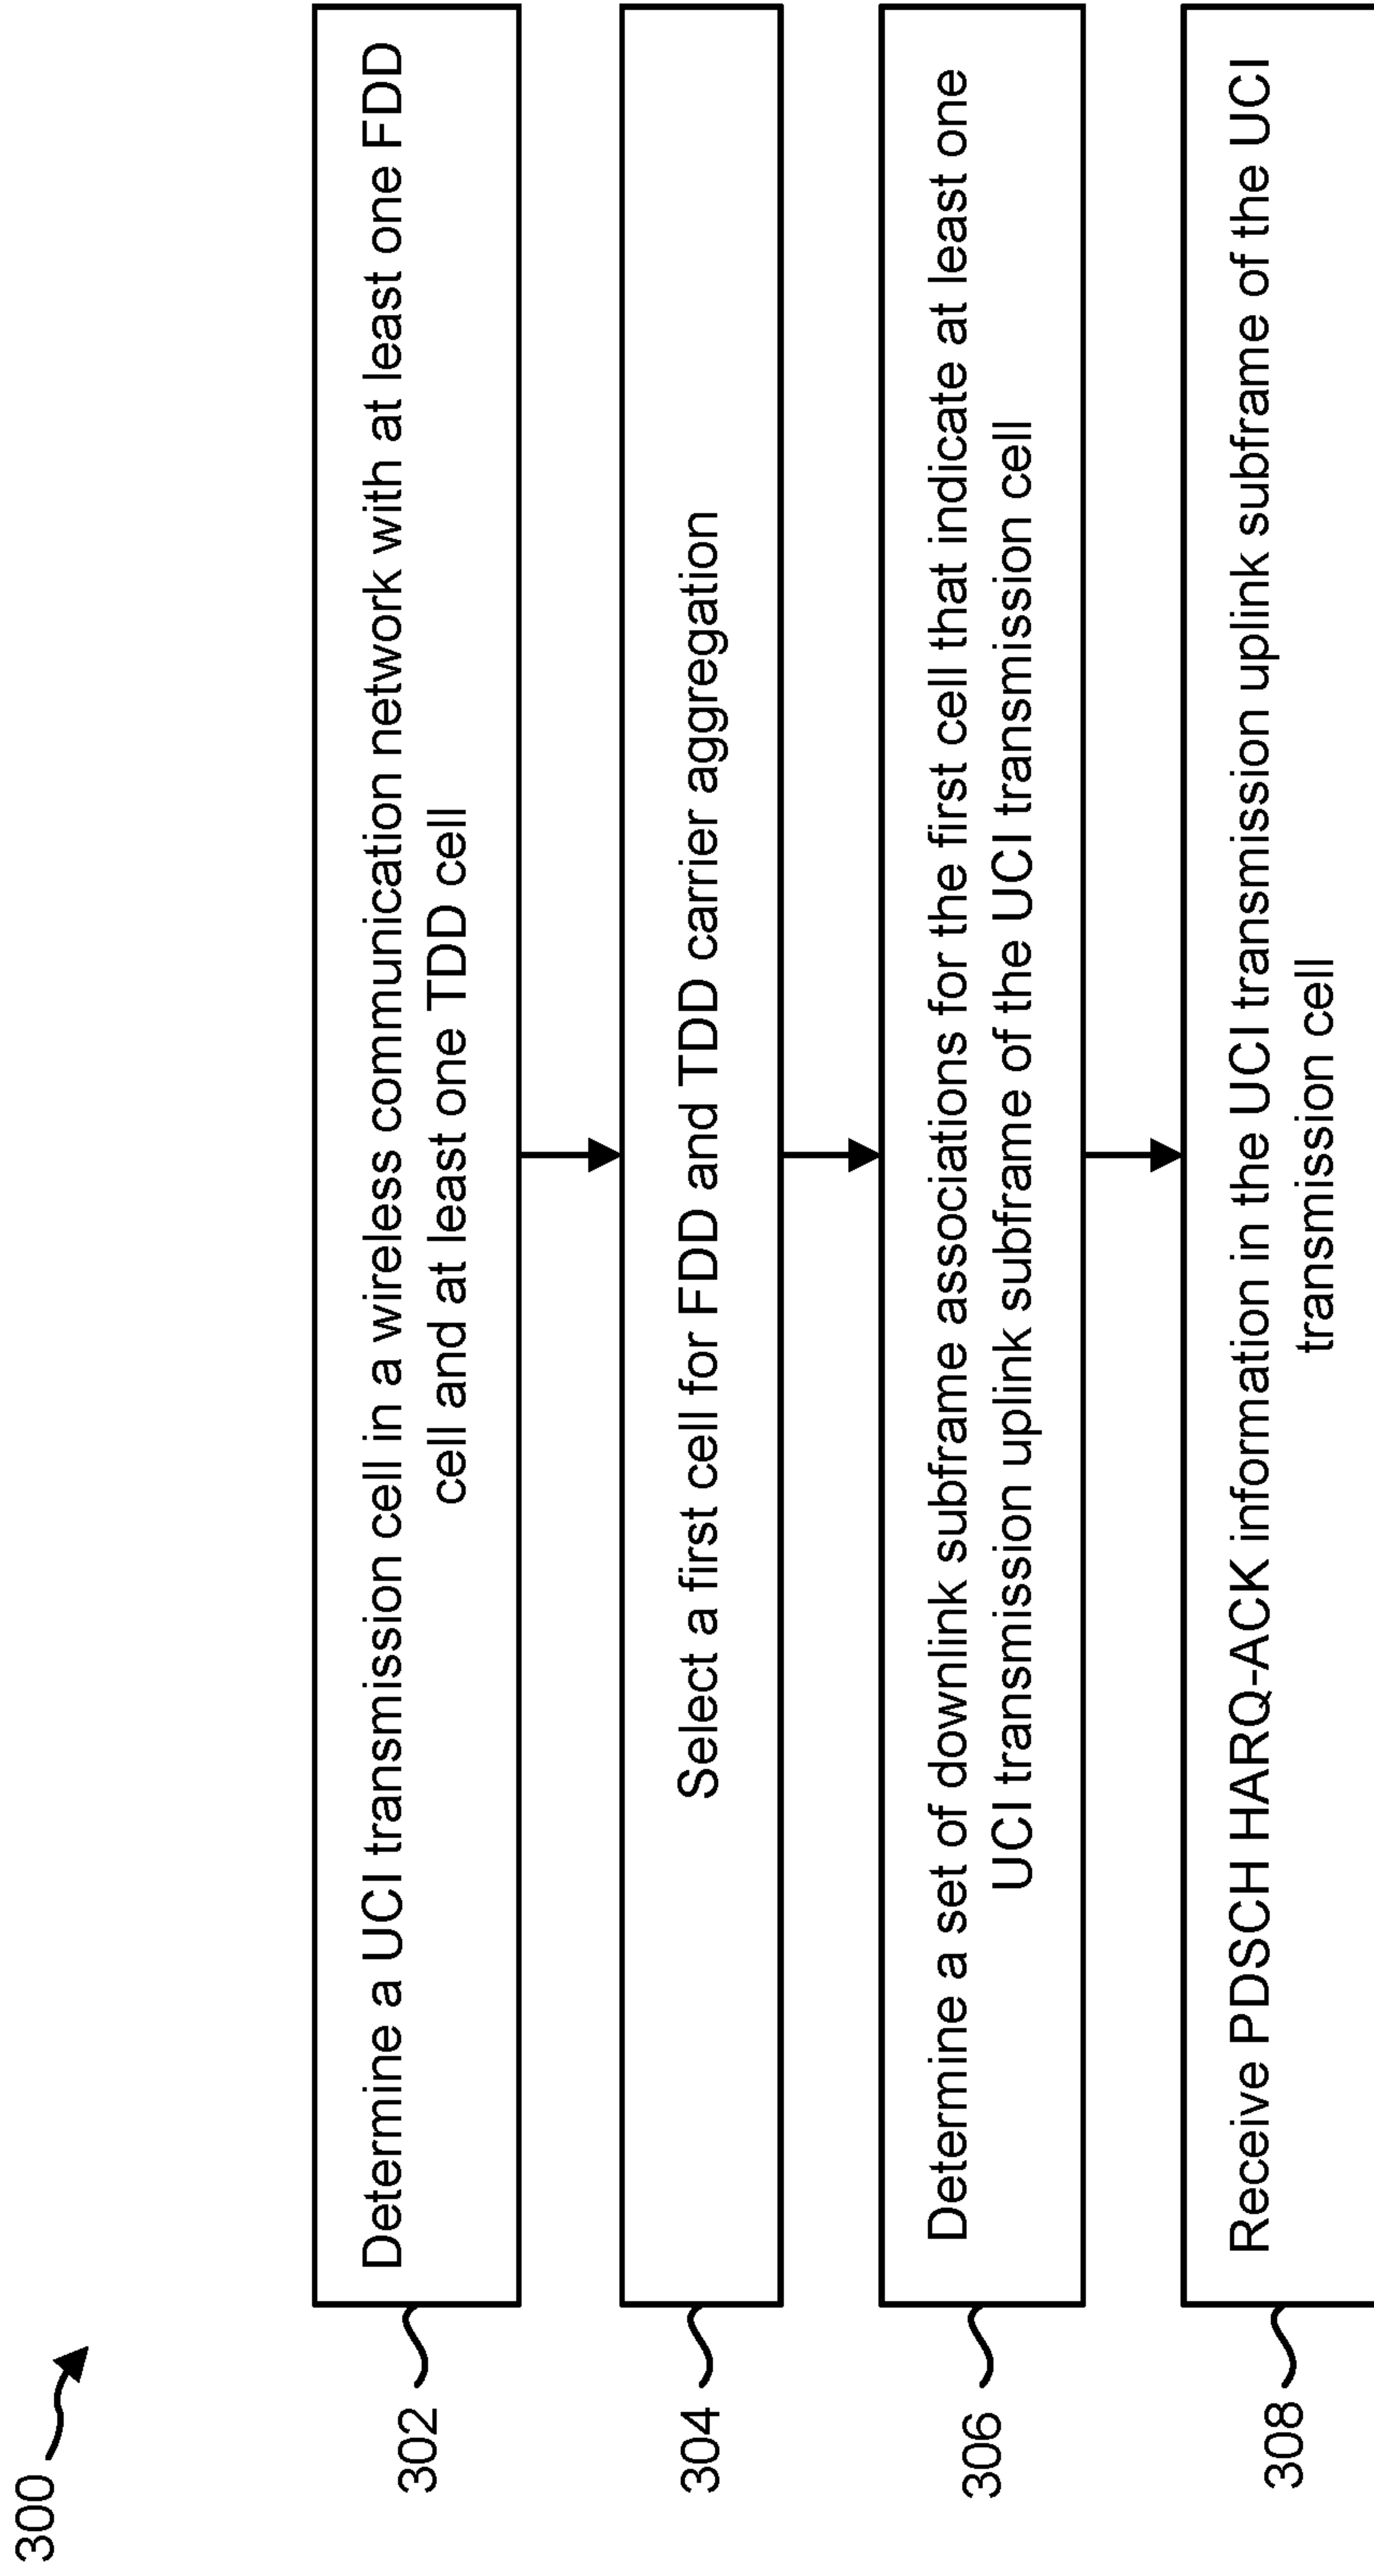 300
302
Determine a UCI transmission cell in a wireless communication network with at least one FDD
cell and at least one TDD cell
304
Select a first cell for FDD and TDD carrier aggregation
306
Determine a set of downlink subframe associations for the first cell that indicate at least one
UCI transmission uplink subframe of the UCI transmission cell
308
Receive PDSCH HARQ-ACK information in the UCI transmission uplink subframe of the UCI
transmission cell